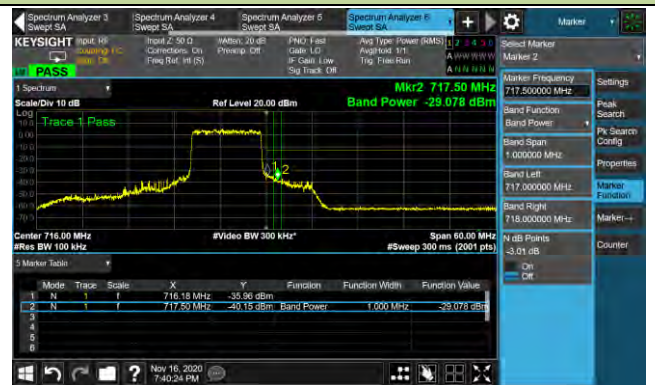 Spectrum Analyzer 3 Spectrum Analyzer 4 Spectrum Analyzer 5 Spectrum Analyzer 6 Marker
Swept SA Swept SA Swept SA Swept SA
KEYSIGHT Input: RF Input Z: 50 Ω #Atten: 20 dB PNO: Fast Avg Type: Power (RMS) 1 2 3 4 5 6 Select Marker
Corrections: On Preamp: Off Gate: LO Avg|Hold: 1/1 Marker 2
Freq Ref: Int (S) IF Gain: Low Trig: Free Run
Sig Track: Off
PASS
1 Spectrum Mkr2 717.50 MHz
Scale/Div 10 dB Ref Level 20.00 dBm Band Power -29.078 dBm
Log
Trace 1 Pass
1 2
Center 716.00 MHz #Video BW 300 kHz* Span 60.00 MHz
#Res BW 100 kHz #Sweep 300 ms (2001 pts)
5 Marker Table
Mode Trace Scale X Y Function Function Width Function Value
1 N 1 f 716.18 MHz -35.96 dBm
2 N 1 f 717.50 MHz -40.15 dBm Band Power 1.000 MHz -29.078 dBm
3
4
5
6
Nov 16, 2020
7:40:24 PM
Marker Frequency
717.500000 MHz
Band Function
Band Power
Band Span
1.000000 MHz
Band Left
717.000000 MHz
Band Right
718.000000 MHz
N dB Points
-3.01 dB
On
Off
Settings
Peak
Search
Pk Search
Config
Properties
Marker
Function
Marker→
Counter